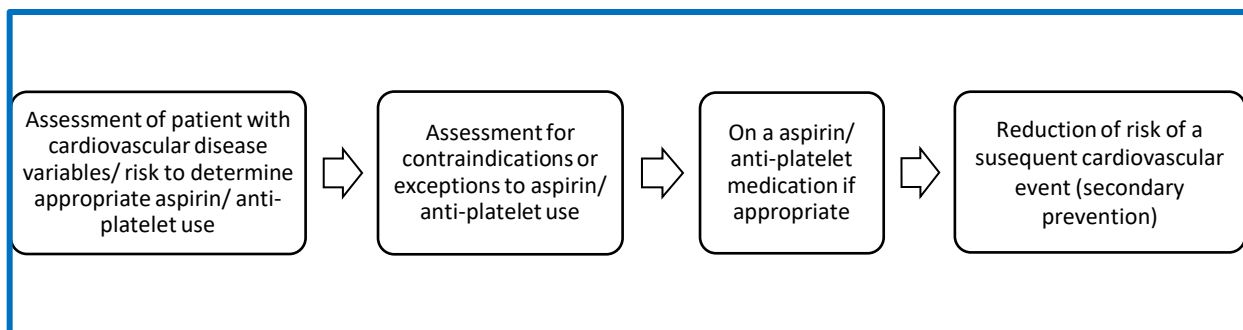 Assessment of patient with
cardiovascular disease
variables/ risk to determine
appropriate aspirin/ anti-
platelet use
Assessment for
contraindications or
exceptions to aspirin/
anti-platelet use
On a aspirin/
anti-platelet
medication if
appropriate
Reduction of risk of a
susequent cardiovascular
event (secondary
prevention)